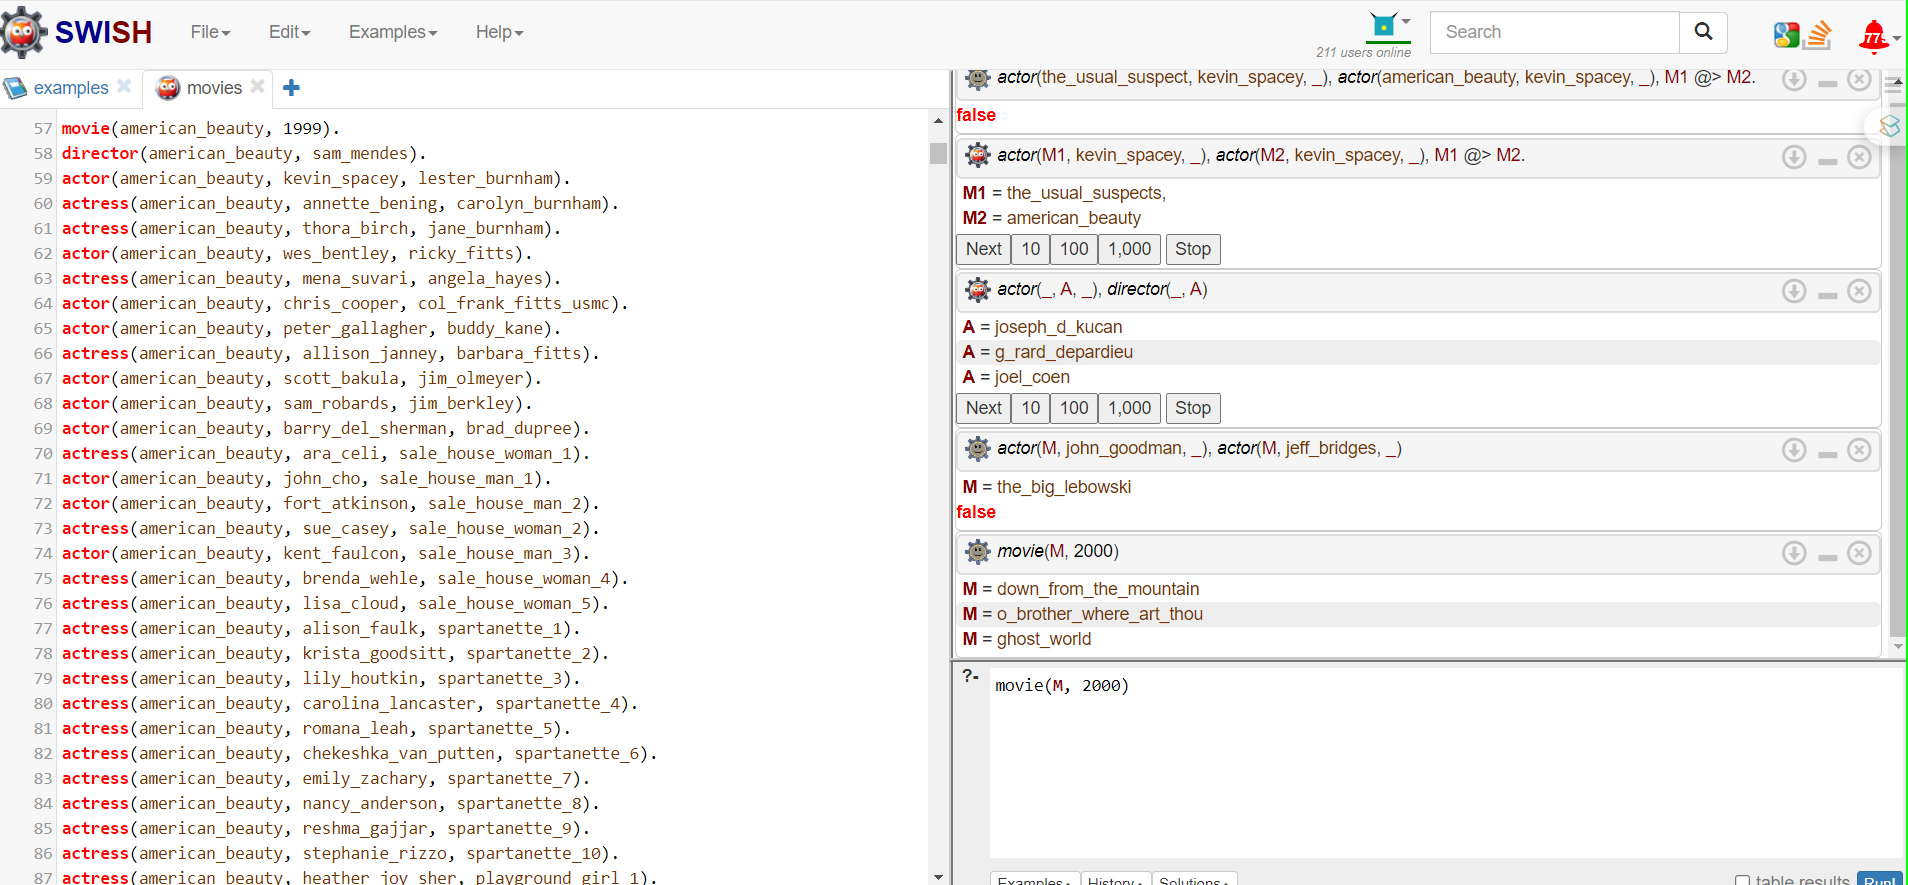 SWISH File Edit Examples Help 211 users online Search
examples movies
57 movie(american_beauty, 1999).
58 director(american_beauty, sam_mendes).
59 actor(american_beauty, kevin_spacey, lester_burnham).
60 actress(american_beauty, annette_bening, carolyn_burnham).
61 actress(american_beauty, thora_birch, jane_burnham).
62 actor(american_beauty, wes_bentley, ricky_fitts).
63 actress(american_beauty, mena_suvari, angela_hayes).
64 actor(american_beauty, chris_cooper, col_frank_fitts_usmc).
65 actor(american_beauty, peter_gallagher, buddy_kane).
66 actress(american_beauty, allison_janney, barbara_fitts).
67 actor(american_beauty, scott_bakula, jim_olmeyer).
68 actor(american_beauty, sam_robards, jim_berkley).
69 actor(american_beauty, barry_del_sherman, brad_dupree).
70 actress(american_beauty, ara_celi, sale_house_woman_1).
71 actor(american_beauty, john_cho, sale_house_man_1).
72 actor(american_beauty, fort_atkinson, sale_house_man_2).
73 actress(american_beauty, sue_casey, sale_house_woman_2).
74 actor(american_beauty, kent_faulcon, sale_house_man_3).
75 actress(american_beauty, brenda_wehle, sale_house_woman_4).
76 actress(american_beauty, lisa_cloud, sale_house_woman_5).
77 actress(american_beauty, alison_faulk, spartanette_1).
78 actress(american_beauty, krista_goodsitt, spartanette_2).
79 actress(american_beauty, lily_houtkin, spartanette_3).
80 actress(american_beauty, carolina_lancaster, spartanette_4).
81 actress(american_beauty, romana_leah, spartanette_5).
82 actress(american_beauty, chekeshka_van_putten, spartanette_6).
83 actress(american_beauty, emily_zachary, spartanette_7).
84 actress(american_beauty, nancy_anderson, spartanette_8).
85 actress(american_beauty, reshma_gajjar, spartanette_9).
86 actress(american_beauty, stephanie_rizzo, spartanette_10).
87 actress(american_beauty, heather_joy_sher, playground_girl_1).
actor(the_usual_suspect, kevin_spacey, _), actor(american_beauty, kevin_spacey, _), M1 @> M2.
false
actor(M1, kevin_spacey, _), actor(M2, kevin_spacey, _), M1 @> M2.
M1 = the_usual_suspects,
M2 = american_beauty
Next 10 100 1,000 Stop
actor(_, A, _), director(_, A)
A = joseph_d_kucan
A = g_rard_depardieu
A = joel_coen
Next 10 100 1,000 Stop
actor(M, john_goodman, _), actor(M, jeff_bridges, _)
M = the_big_lebowski
false
movie(M, 2000)
M = down_from_the_mountain
M = o_brother_where_art_thou
M = ghost_world
?- movie(M, 2000)
Examples History Solutions table results Run!